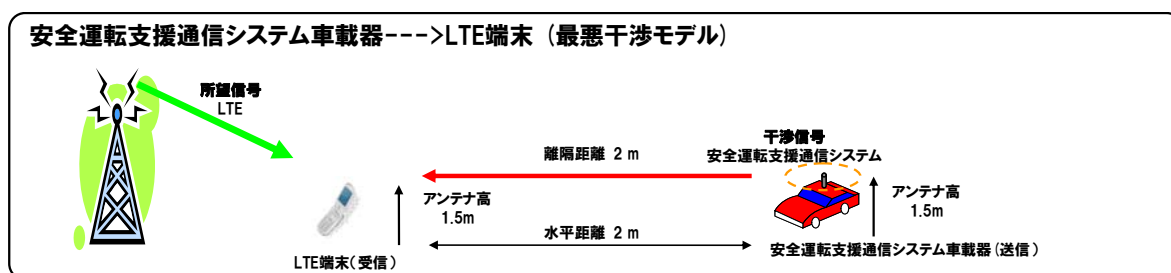 安全運転支援通信システム車載器--->LTE端末（最悪干渉モデル）
所望信号
LTE
干渉信号
安全運転支援通信システム
離隔距離 2 m
アンテナ高
1.5m
アンテナ高
1.5m
水平距離 2 m
LTE端末(受信)
安全運転支援通信システム車載器(送信)